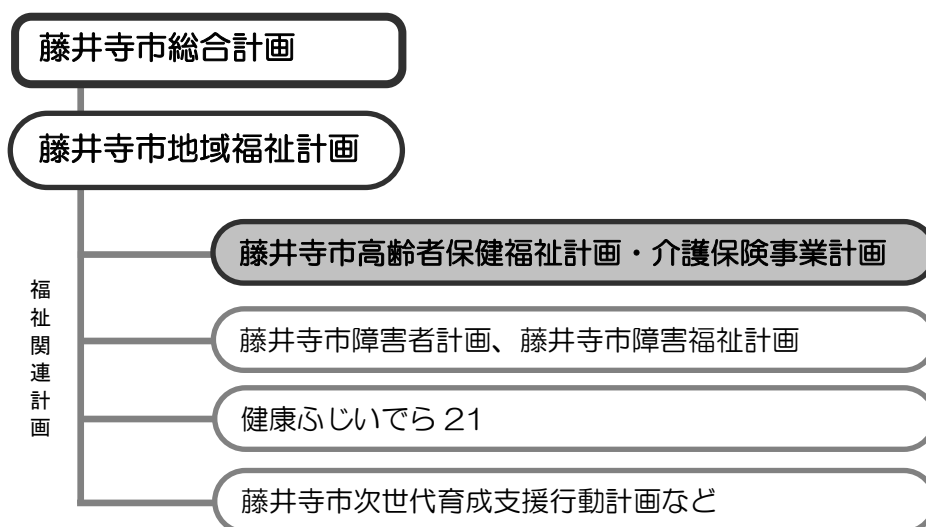 藤井寺市総合計画
藤井寺市地域福祉計画
福祉関連計画
藤井寺市高齢者保健福祉計画・介護保険事業計画
藤井寺市障害者計画、藤井寺市障害福祉計画
健康ふじいでら 21
藤井寺市次世代育成支援行動計画など